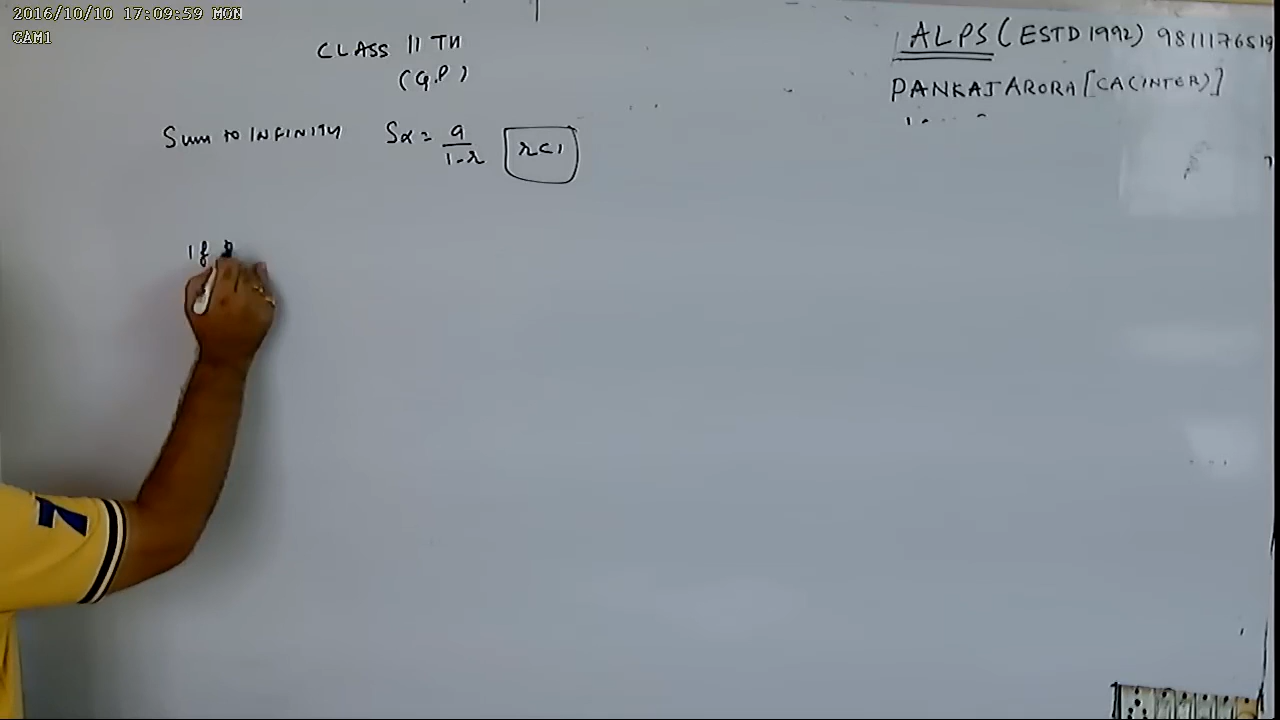 2016/10/10 17:09:59 MON
CAM1
CLASS 11 TH
(G.P)
ALPS (ESTD 1992) 9811176519
PANKAJ ARORA [CA(INTER)]
SUM TO INFINITY S∝ = a/1-r r<1
If
7